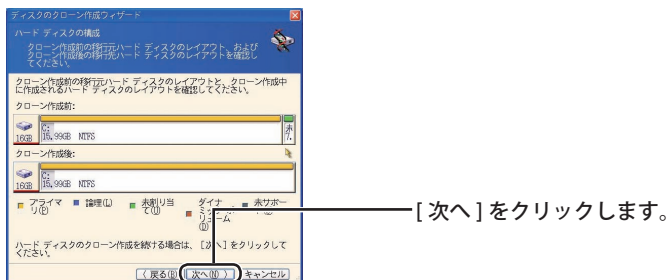 ディスクのクローン作成ウィザード
ハード ディスクの構成
クローン作成前の移行元ハード ディスクのレイアウト、および
クローン作成後の移行先ハード ディスクのレイアウトを確認し
てください。
クローン作成前の移行元ハード ディスクのレイアウトと、クローン作成中
に作成されるハード ディスクのレイアウトを確認してください。
クローン作成前:
C:
16GB 15.99GB NTFS
未
7.
クローン作成後:
C:
16GB 15.99GB NTFS
プライマリ(P) 論理(L) 未割り当て(U) ダイナミック ボリューム(D) 未サポー
ハード ディスクのクローン作成を続ける場合は、[次へ] をクリックして
ください。
< 戻る(B) 次へ(N) > キャンセル
[ 次へ ] をクリックします。